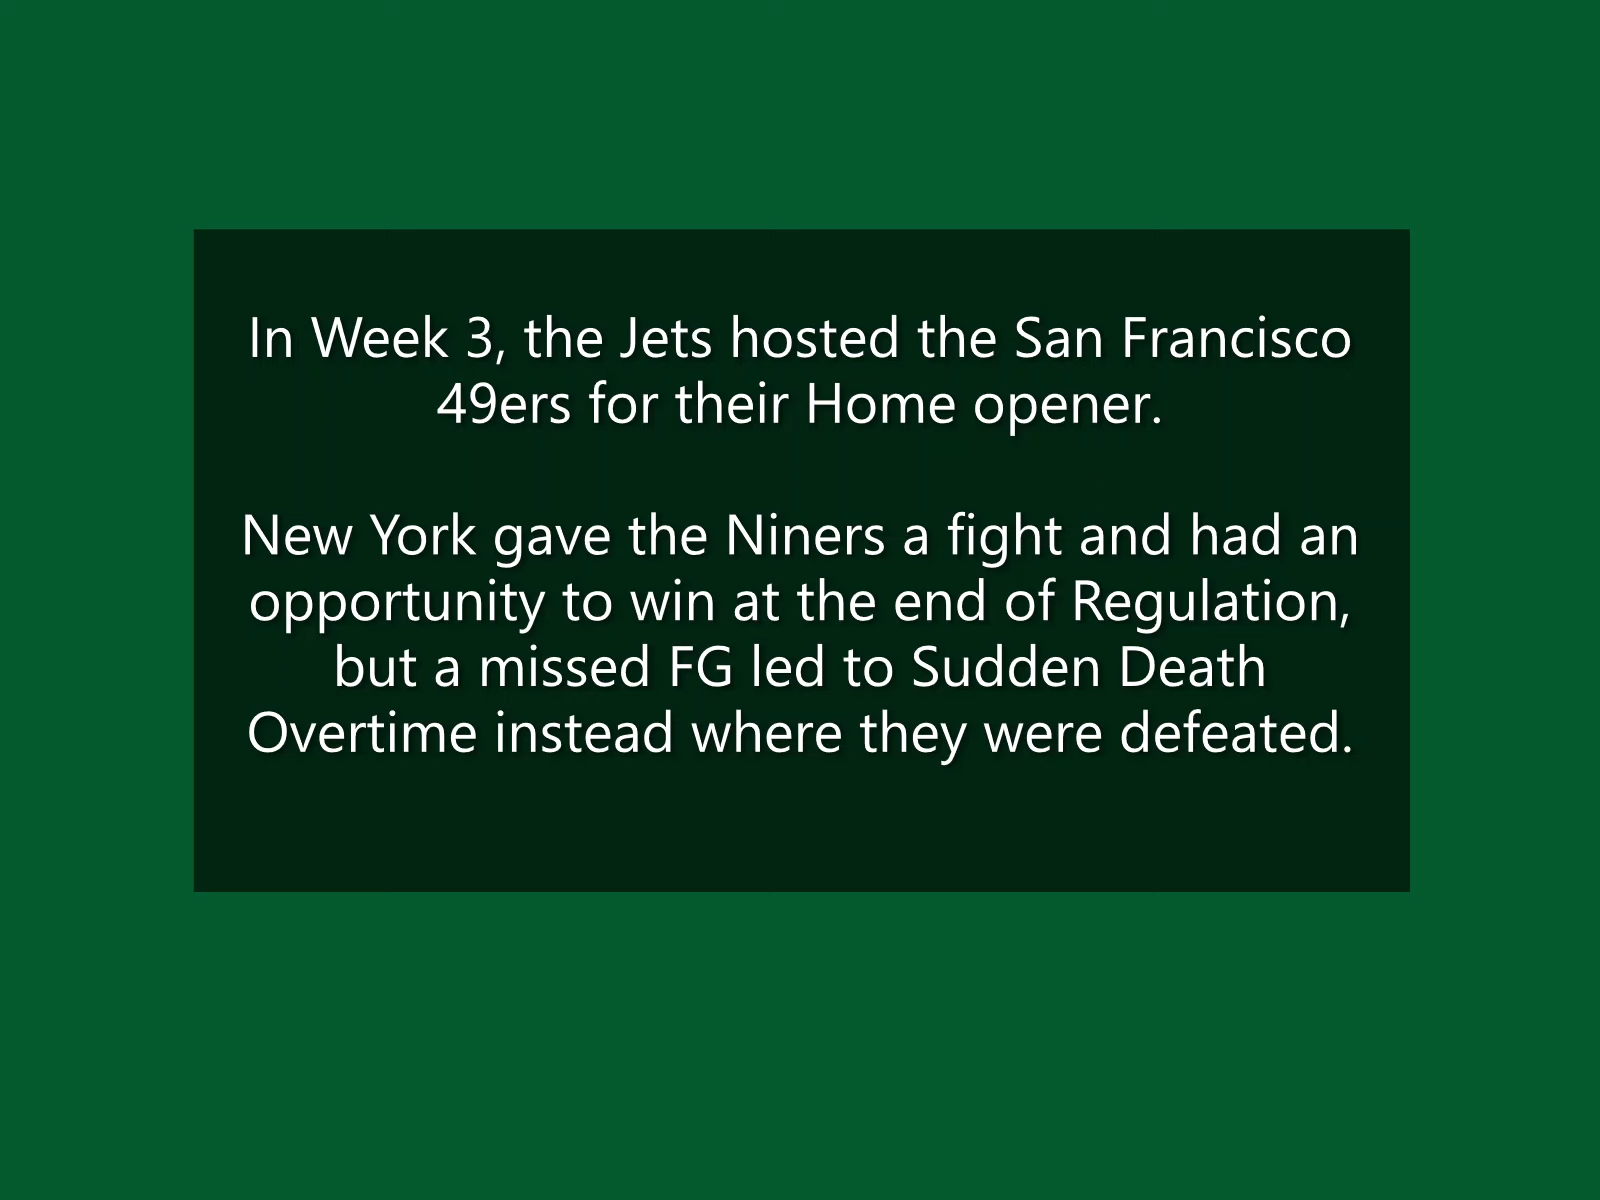 In Week 3, the Jets hosted the San Francisco
49ers for their Home opener.
New York gave the Niners a fight and had an
opportunity to win at the end of Regulation,
but a missed FG led to Sudden Death
Overtime instead where they were defeated.